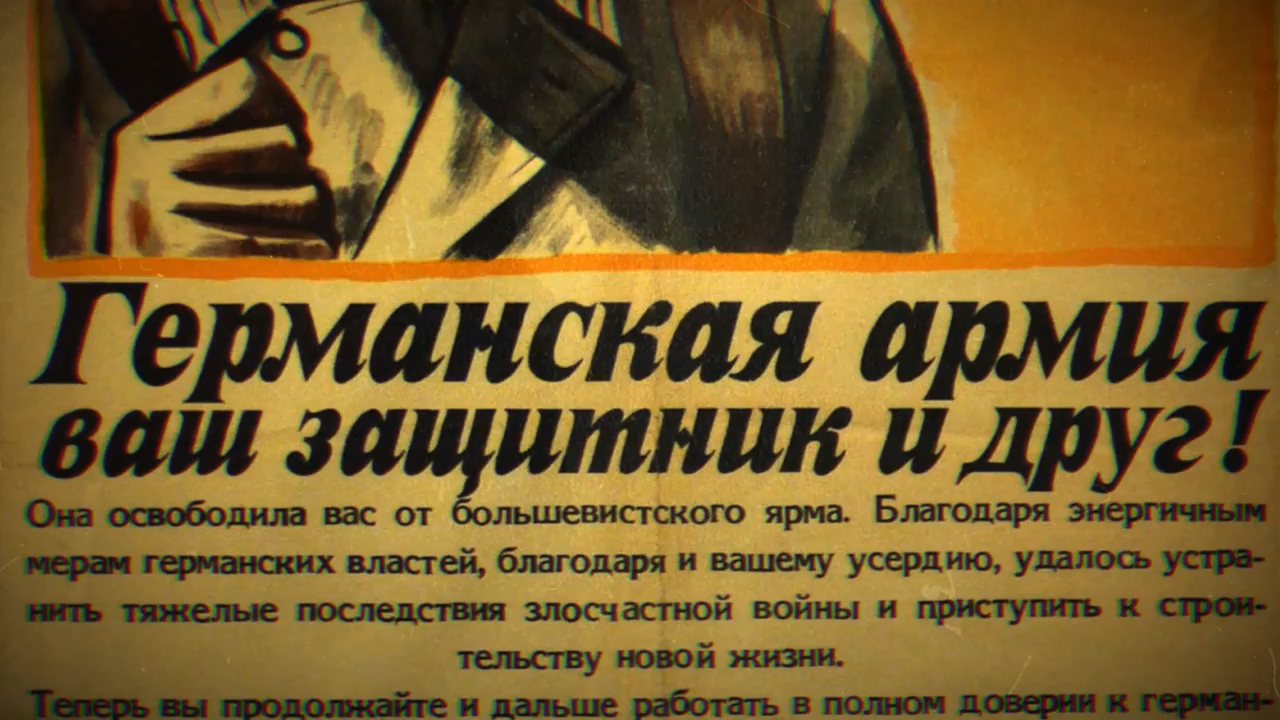 Германская армия
ваш защитник и друг!
Она освободила вас от большевистского ярма. Благодаря энергичным
мерам германских властей, благодаря и вашему усердию, удалось устра-
нить тяжелые последствия злосчастной войны и приступить к строи-
тельству новой жизни.
Теперь вы продолжайте и дальше работать в полном доверии к герман-